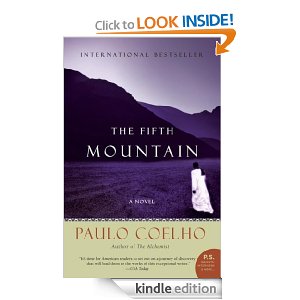 Click to
LOOK INSIDE!
INTERNATIONAL BESTSELLER
THE FIFTH
MOUNTAIN
A NOVEL
PAULO COELHO
Author of The Alchemist
P.S.
kindle edition